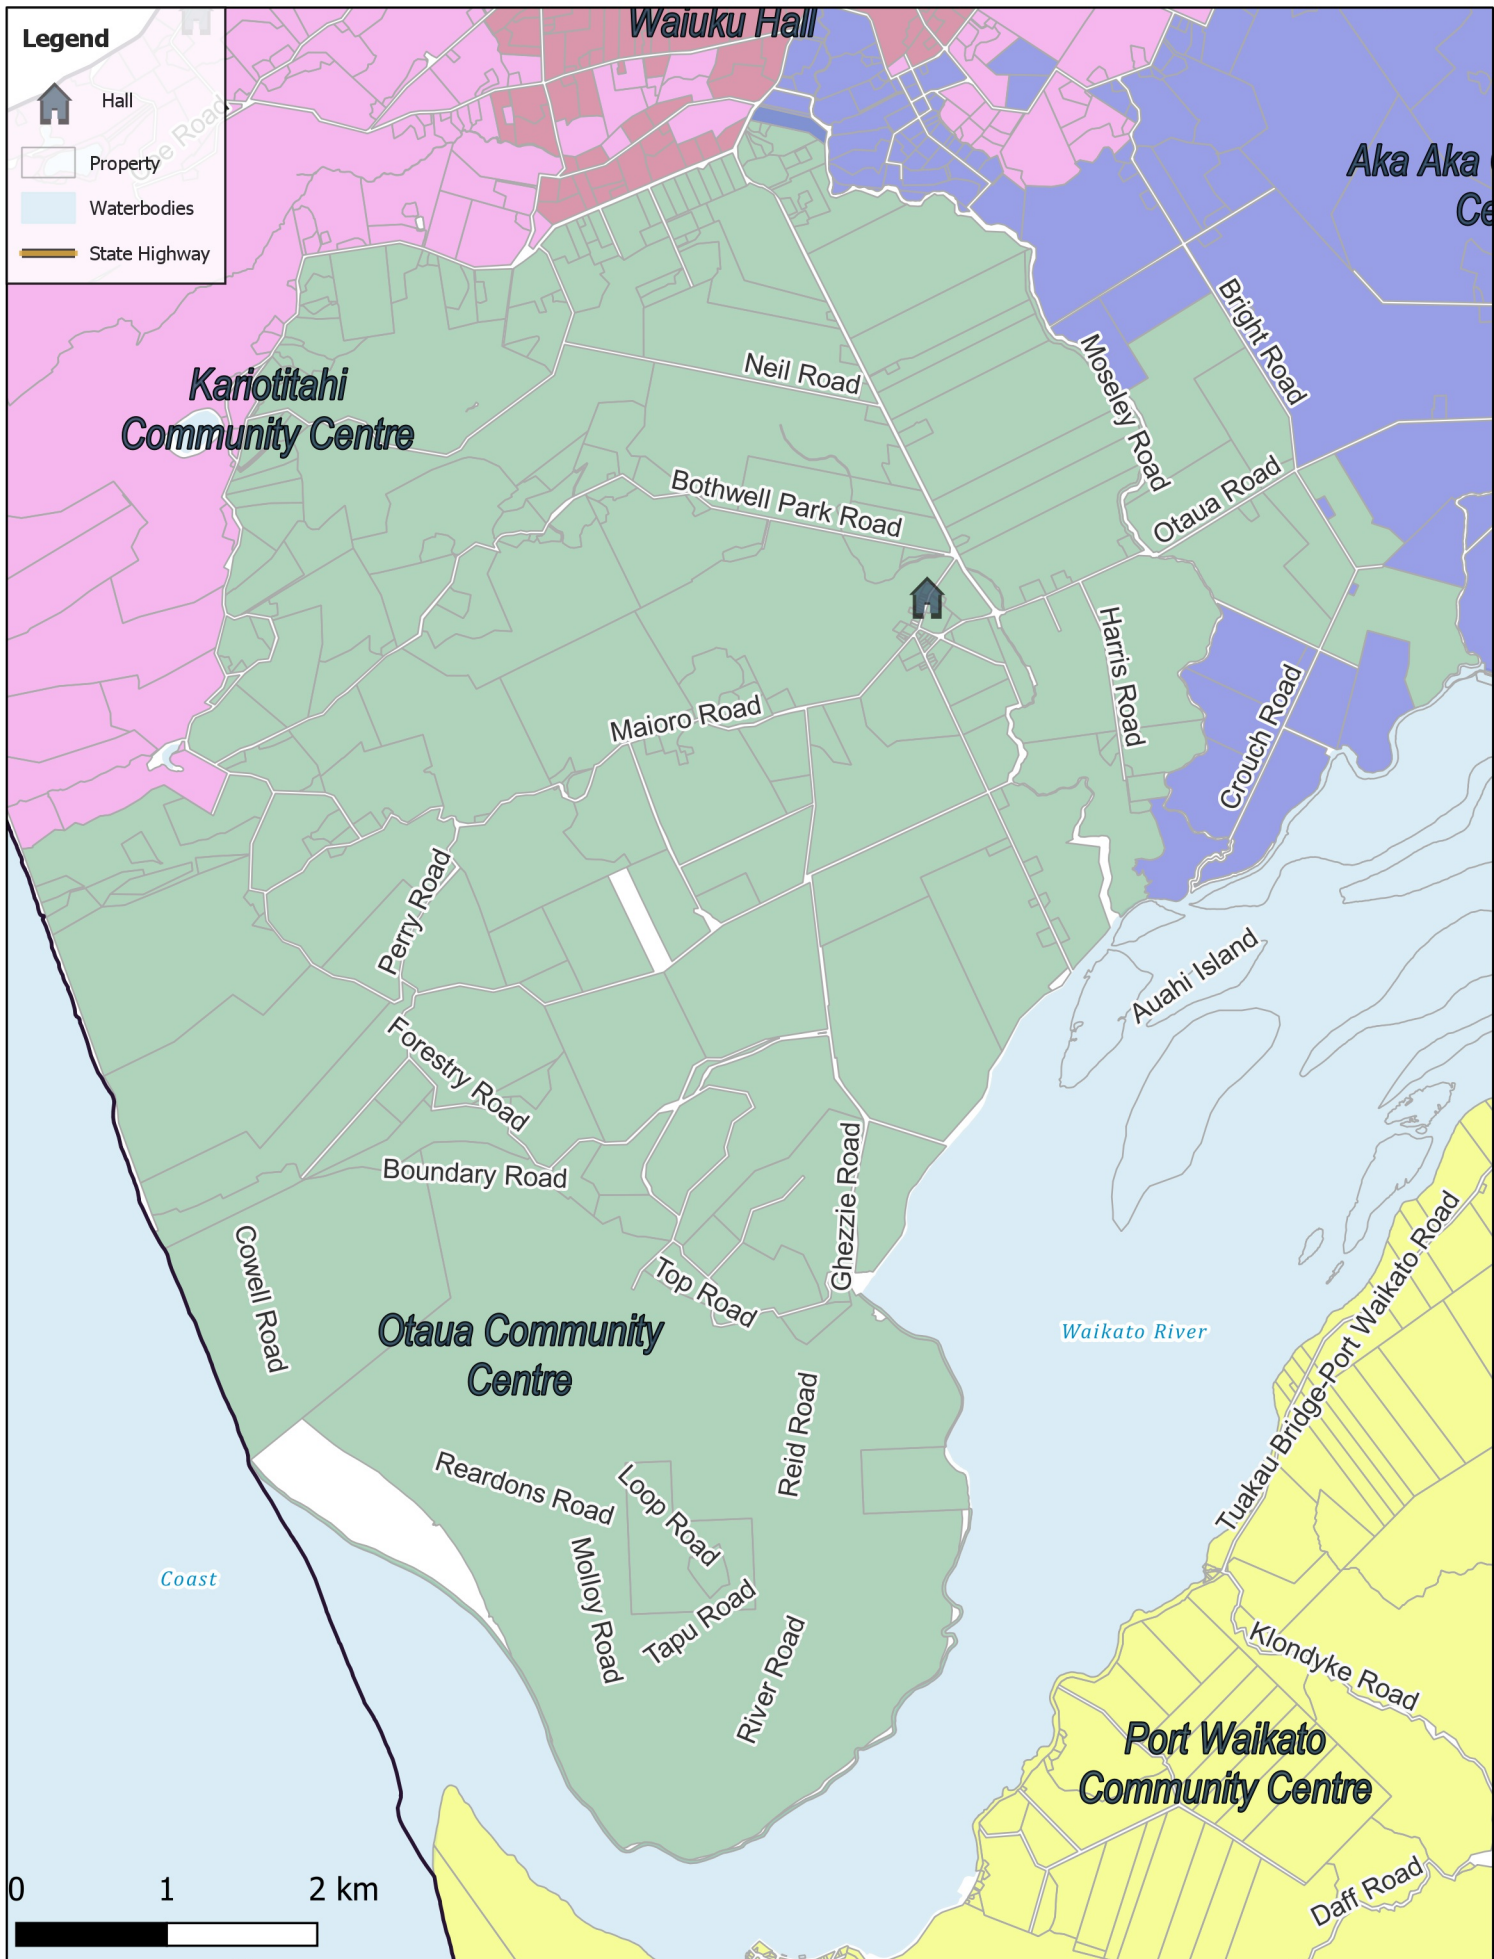 Waiuku Hall
Legend
Hall
Property
Waterbodies
State Highway
Road
Aka Aka
Ce
Bright Road
Neil Road
Moseley Road
Kariotitahi
Community Centre
Bothwell Park Road
Otaua Road
Harris Road
Maioro Road
Crouch Road
Perry Road
Auahi Island
Forestry Road
Boundary Road
Ghezzie Road
Cowell Road
Top Road
Otaua Community
Centre
Waikato River
Tuakau Bridge-Port Waikato Road
Reid Road
Reardons Road
Loop Road
Coast
Molloy Road
Tapu Road
River Road
Klondyke Road
Port Waikato
Community Centre
Daff Road
0 1 2 km